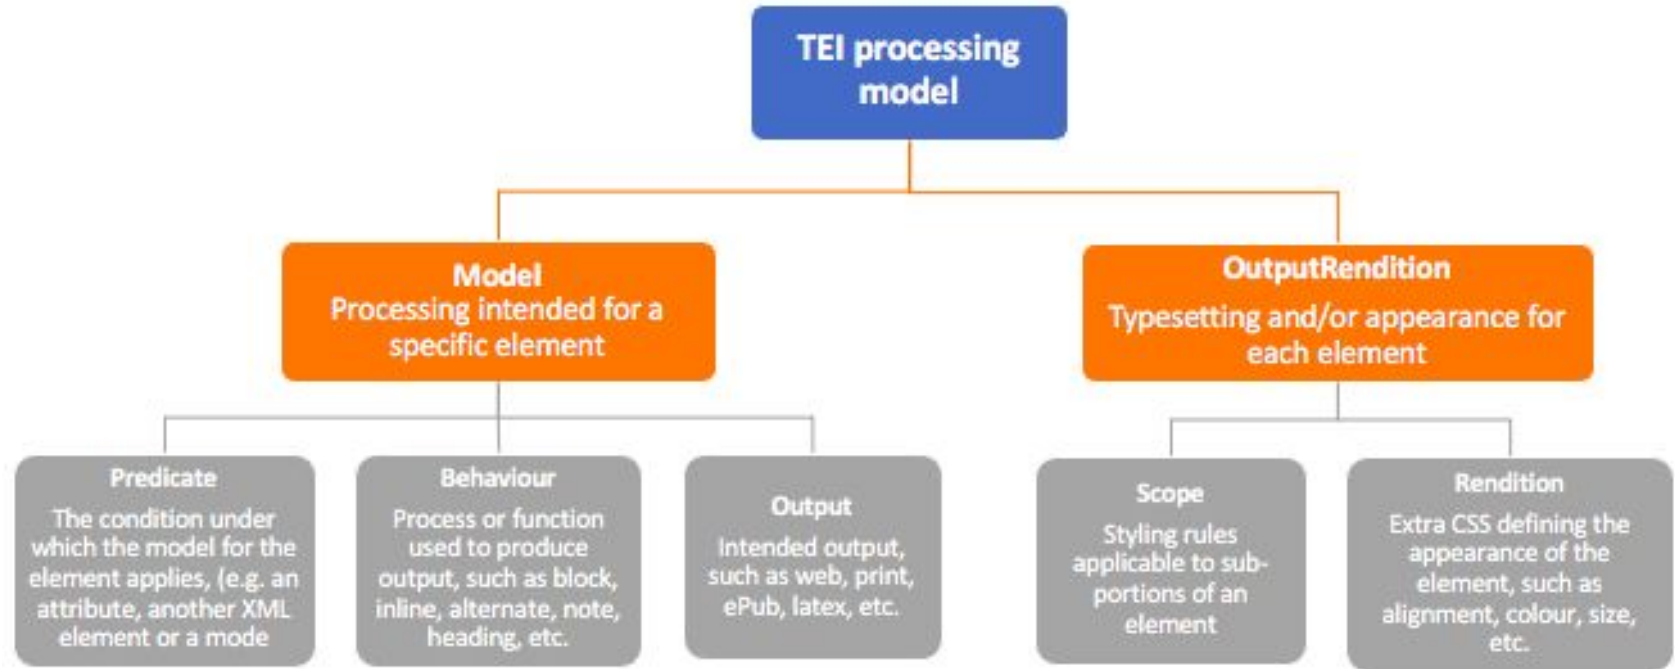 TEI processing
model
Model
Processing intended for a
specific element
OutputRendition
Typesetting and/or appearance for
each element
Predicate
The condition under
which the model for the
element applies, (e.g. an
attribute, another XML
element or a mode
Behaviour
Process or function
used to produce
output, such as block,
inline, alternate, note,
heading, etc.
Output
Intended output,
such as web, print,
ePub, latex, etc.
Scope
Styling rules
applicable to sub-
portions of an
element
Rendition
Extra CSS defining the
appearance of the
element, such as
alignment, colour, size,
etc.